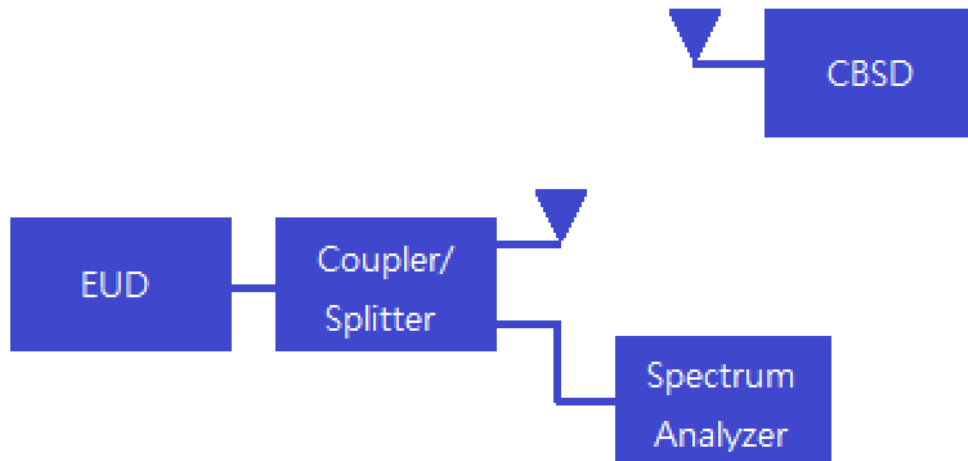 CBSD
EUD
Coupler/
Splitter
Spectrum
Analyzer